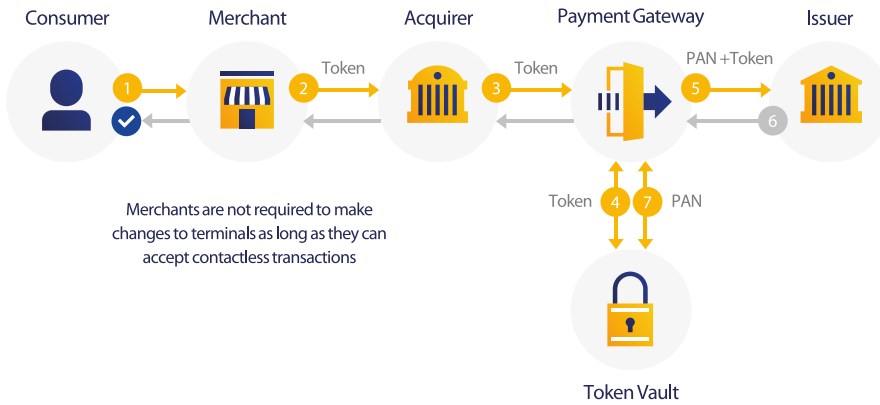 Consumer
Merchant
Acquirer
Payment Gateway
Issuer
1
2
Token
3
Token
5
PAN +Token
6
Merchants are not required to make
changes to terminals as long as they can
accept contactless transactions
Token
4
7
PAN
Token Vault